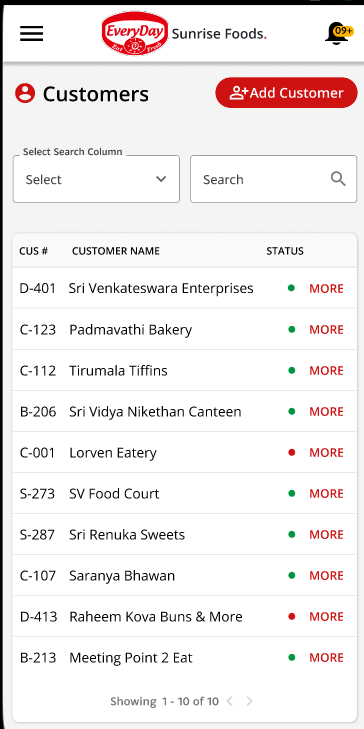 EveryDay
Eat Fresh
Sunrise Foods.
09+
Customers
Add Customer
Select Search Column
Select
Search
CUS # CUSTOMER NAME STATUS
D-401 Sri Venkateswara Enterprises MORE
C-123 Padmavathi Bakery MORE
C-112 Tirumala Tiffins MORE
B-206 Sri Vidya Nikethan Canteen MORE
C-001 Lorven Eatery MORE
S-273 SV Food Court MORE
S-287 Sri Renuka Sweets MORE
C-107 Saranya Bhawan MORE
D-413 Raheem Kova Buns & More MORE
B-213 Meeting Point 2 Eat MORE
Showing 1 - 10 of 10